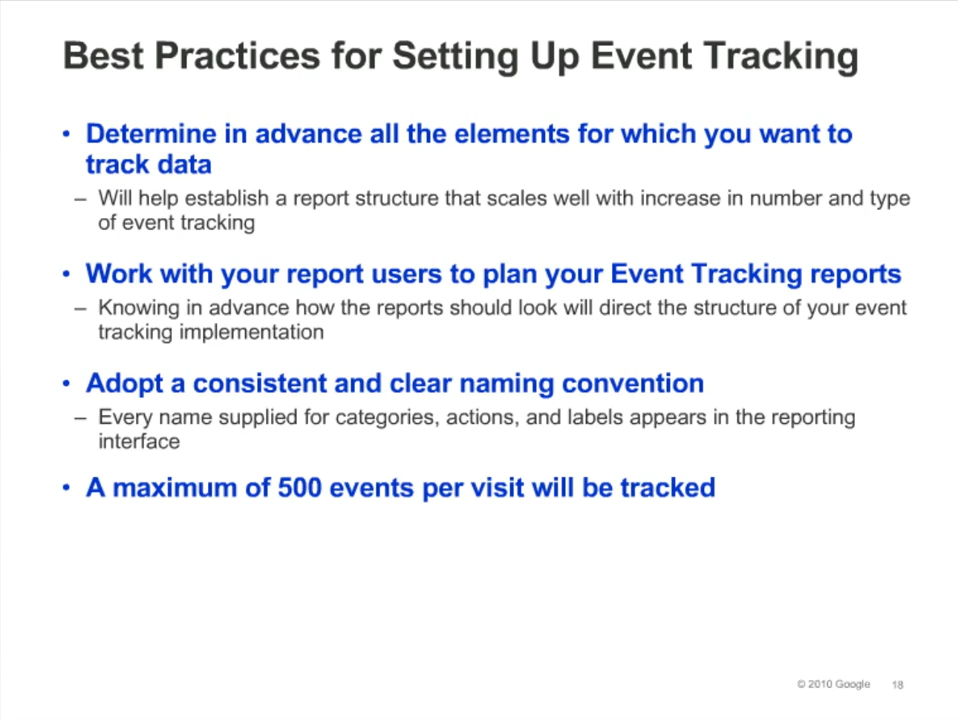 Best Practices for Setting Up Event Tracking
• Determine in advance all the elements for which you want to
track data
– Will help establish a report structure that scales well with increase in number and type
of event tracking
• Work with your report users to plan your Event Tracking reports
– Knowing in advance how the reports should look will direct the structure of your event
tracking implementation
• Adopt a consistent and clear naming convention
– Every name supplied for categories, actions, and labels appears in the reporting
interface
• A maximum of 500 events per visit will be tracked
© 2010 Google 18